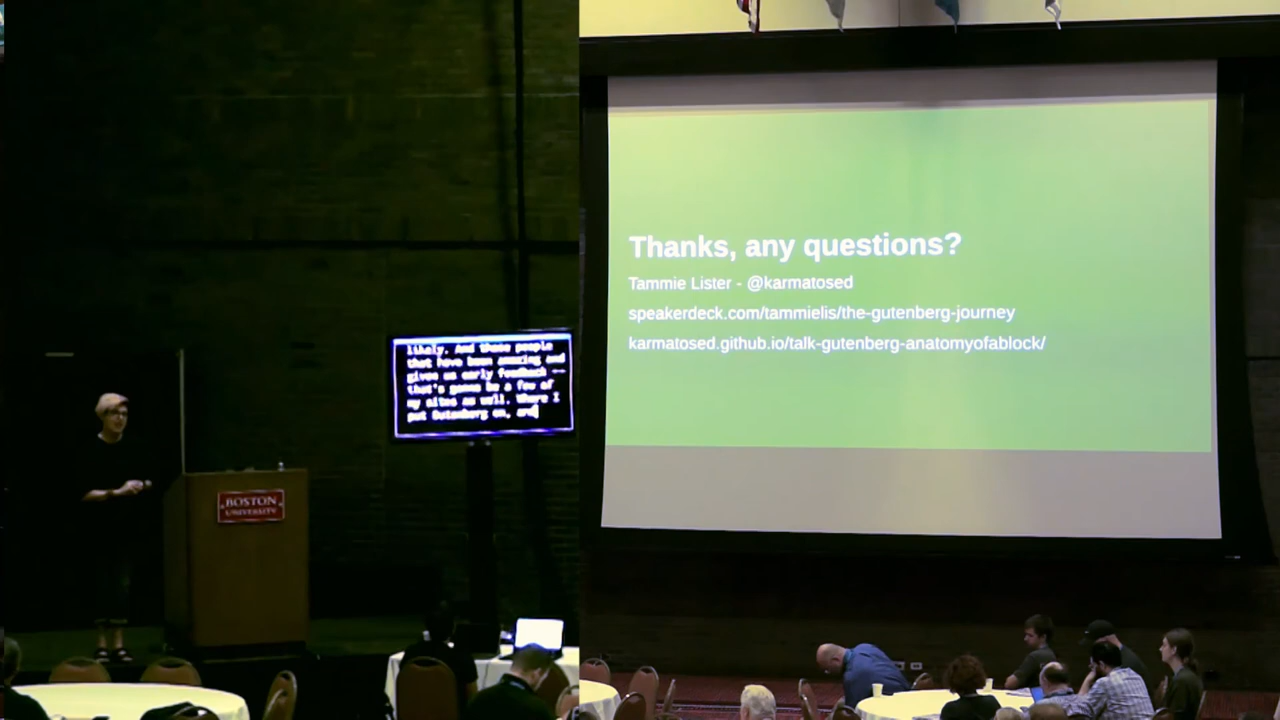 likely. And those people
that have been amazing and
given us early feedback --
that's gonna be a few of
my sites as well. Where I
put Gutenberg on, and
BOSTON
UNIVERSITY
Thanks, any questions?
Tammie Lister - @karmatosed
speakerdeck.com/tammielis/the-gutenberg-journey
karmatosed.github.io/talk-gutenberg-anatomyofablock/